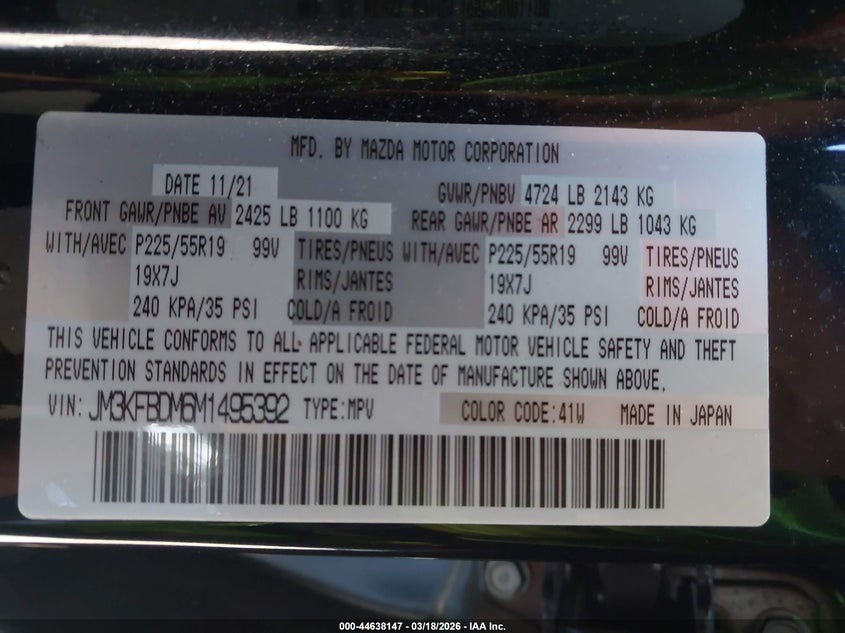 MFD. BY MAZDA MOTOR CORPORATION
DATE 11/21 GVWR/PNBV 4724 LB 2143 KG
FRONT GAWR/PNBE AV 2425 LB 1100 KG REAR GAWR/PNBE AR 2299 LB 1043 KG
WITH/AVEC P225/55R19 99V TIRES/PNEUS WITH/AVEC P225/55R19 99V TIRES/PNEUS
19X7J RIMS/JANTES 19X7J RIMS/JANTES
240 KPA/35 PSI COLD/A FROID 240 KPA/35 PSI COLD/A FROID
THIS VEHICLE CONFORMS TO ALL APPLICABLE FEDERAL MOTOR VEHICLE SAFETY AND THEFT
PREVENTION STANDARDS IN EFFECT ON THE DATE OF MANUFACTURE SHOWN ABOVE.
VIN: JM3KFBDM6M1495392 TYPE:MPV COLOR CODE:41W MADE IN JAPAN
000-44638147 - 03/18/2026 - IAA Inc.